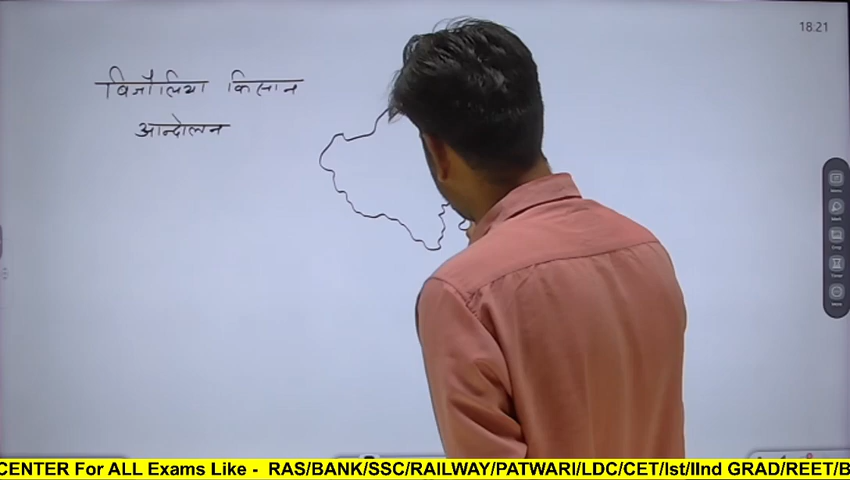 18:21
बिजौलिया किसान
आन्दोलन
CENTER For ALL Exams Like - RAS/BANK/SSC/RAILWAY/PATWARI/LDC/CET/Ist/IInd GRAD/REET/B